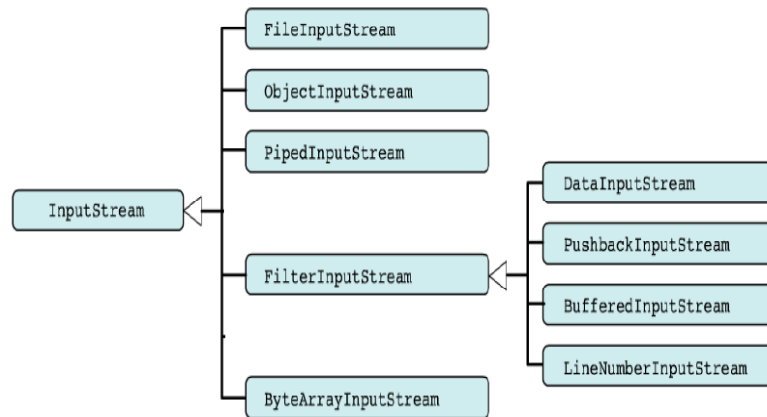 FileInputStream
ObjectInputStream
PipedInputStream
InputStream
FilterInputStream
ByteArrayInputStream
DataInputStream
PushbackInputStream
BufferedInputStream
LineNumberInputStream